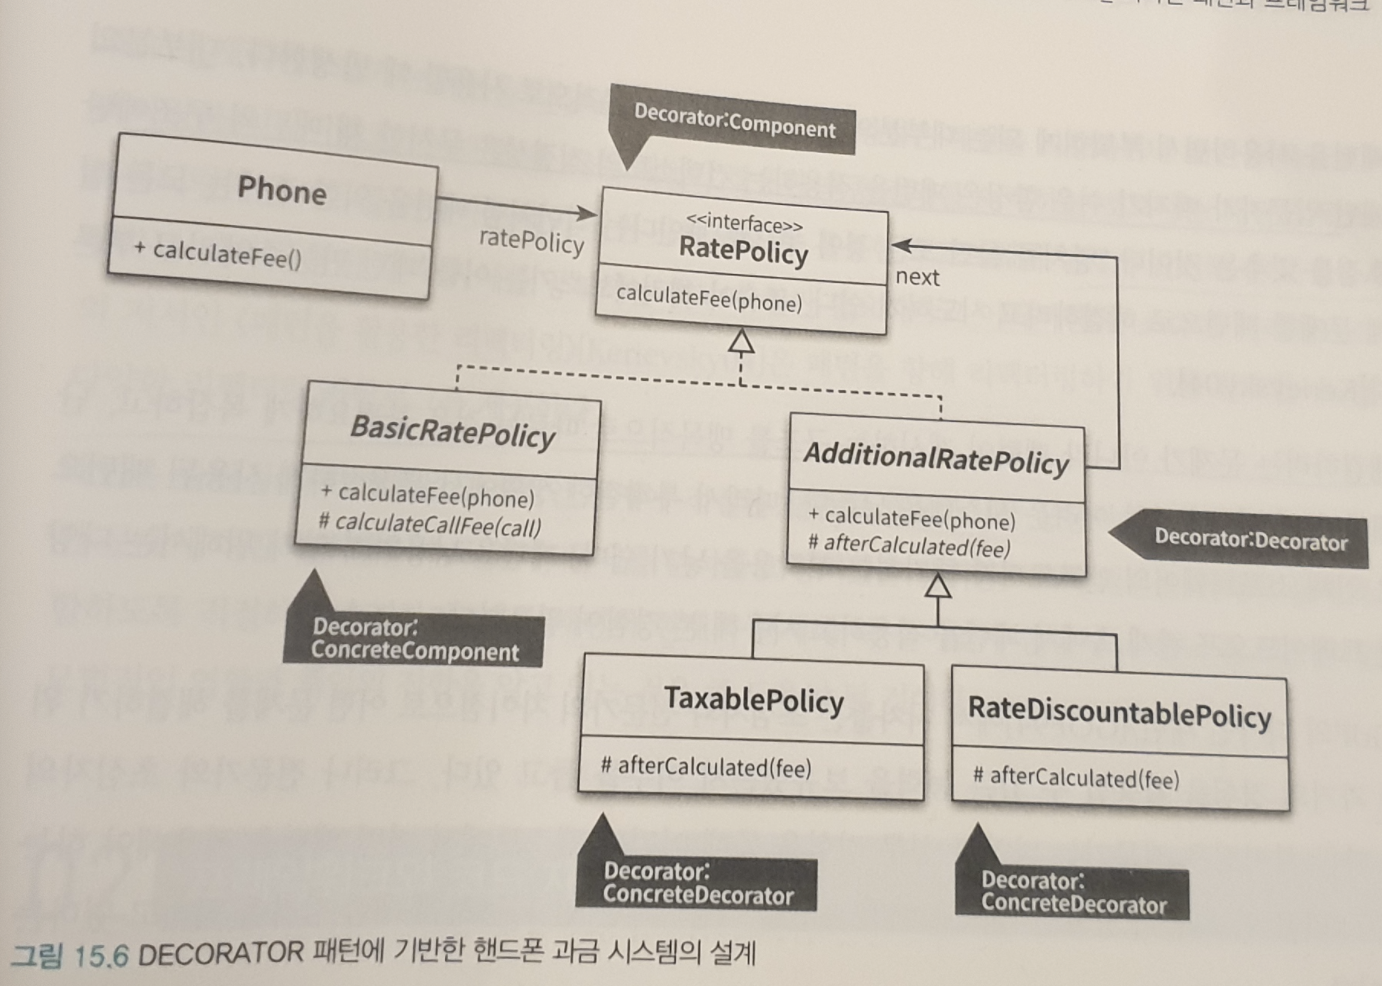 Decorator:Component
Phone
+ calculateFee()
ratePolicy
<<interface>>
RatePolicy
calculateFee(phone)
next
BasicRatePolicy
+ calculateFee(phone)
# calculateCallFee(call)
AdditionalRatePolicy
+ calculateFee(phone)
# afterCalculated(fee)
Decorator:Decorator
Decorator:
ConcreteComponent
TaxablePolicy
# afterCalculated(fee)
RateDiscountablePolicy
# afterCalculated(fee)
Decorator:
ConcreteDecorator
Decorator:
ConcreteDecorator
그림 15.6 DECORATOR 패턴에 기반한 핸드폰 과금 시스템의 설계